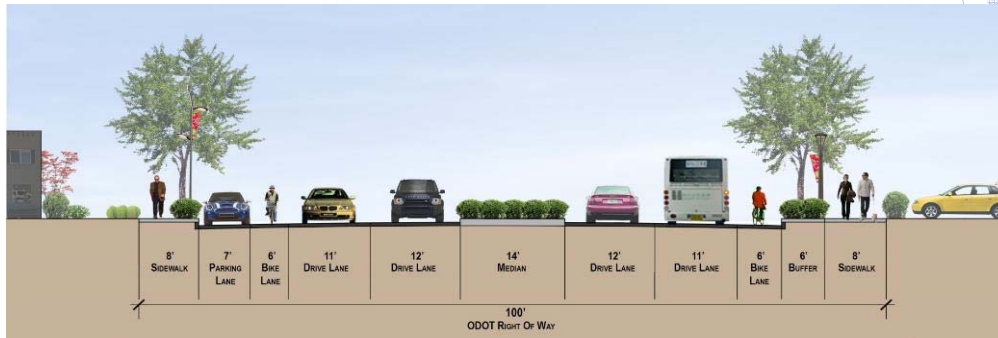 8'
SIDEWALK
7'
PARKING
LANE
6'
BIKE
LANE
11'
DRIVE LANE
12'
DRIVE LANE
14'
MEDIAN
12'
DRIVE LANE
11'
DRIVE LANE
6'
BIKE
LANE
6'
BUFFER
8'
SIDEWALK
100'
ODOT RIGHT OF WAY